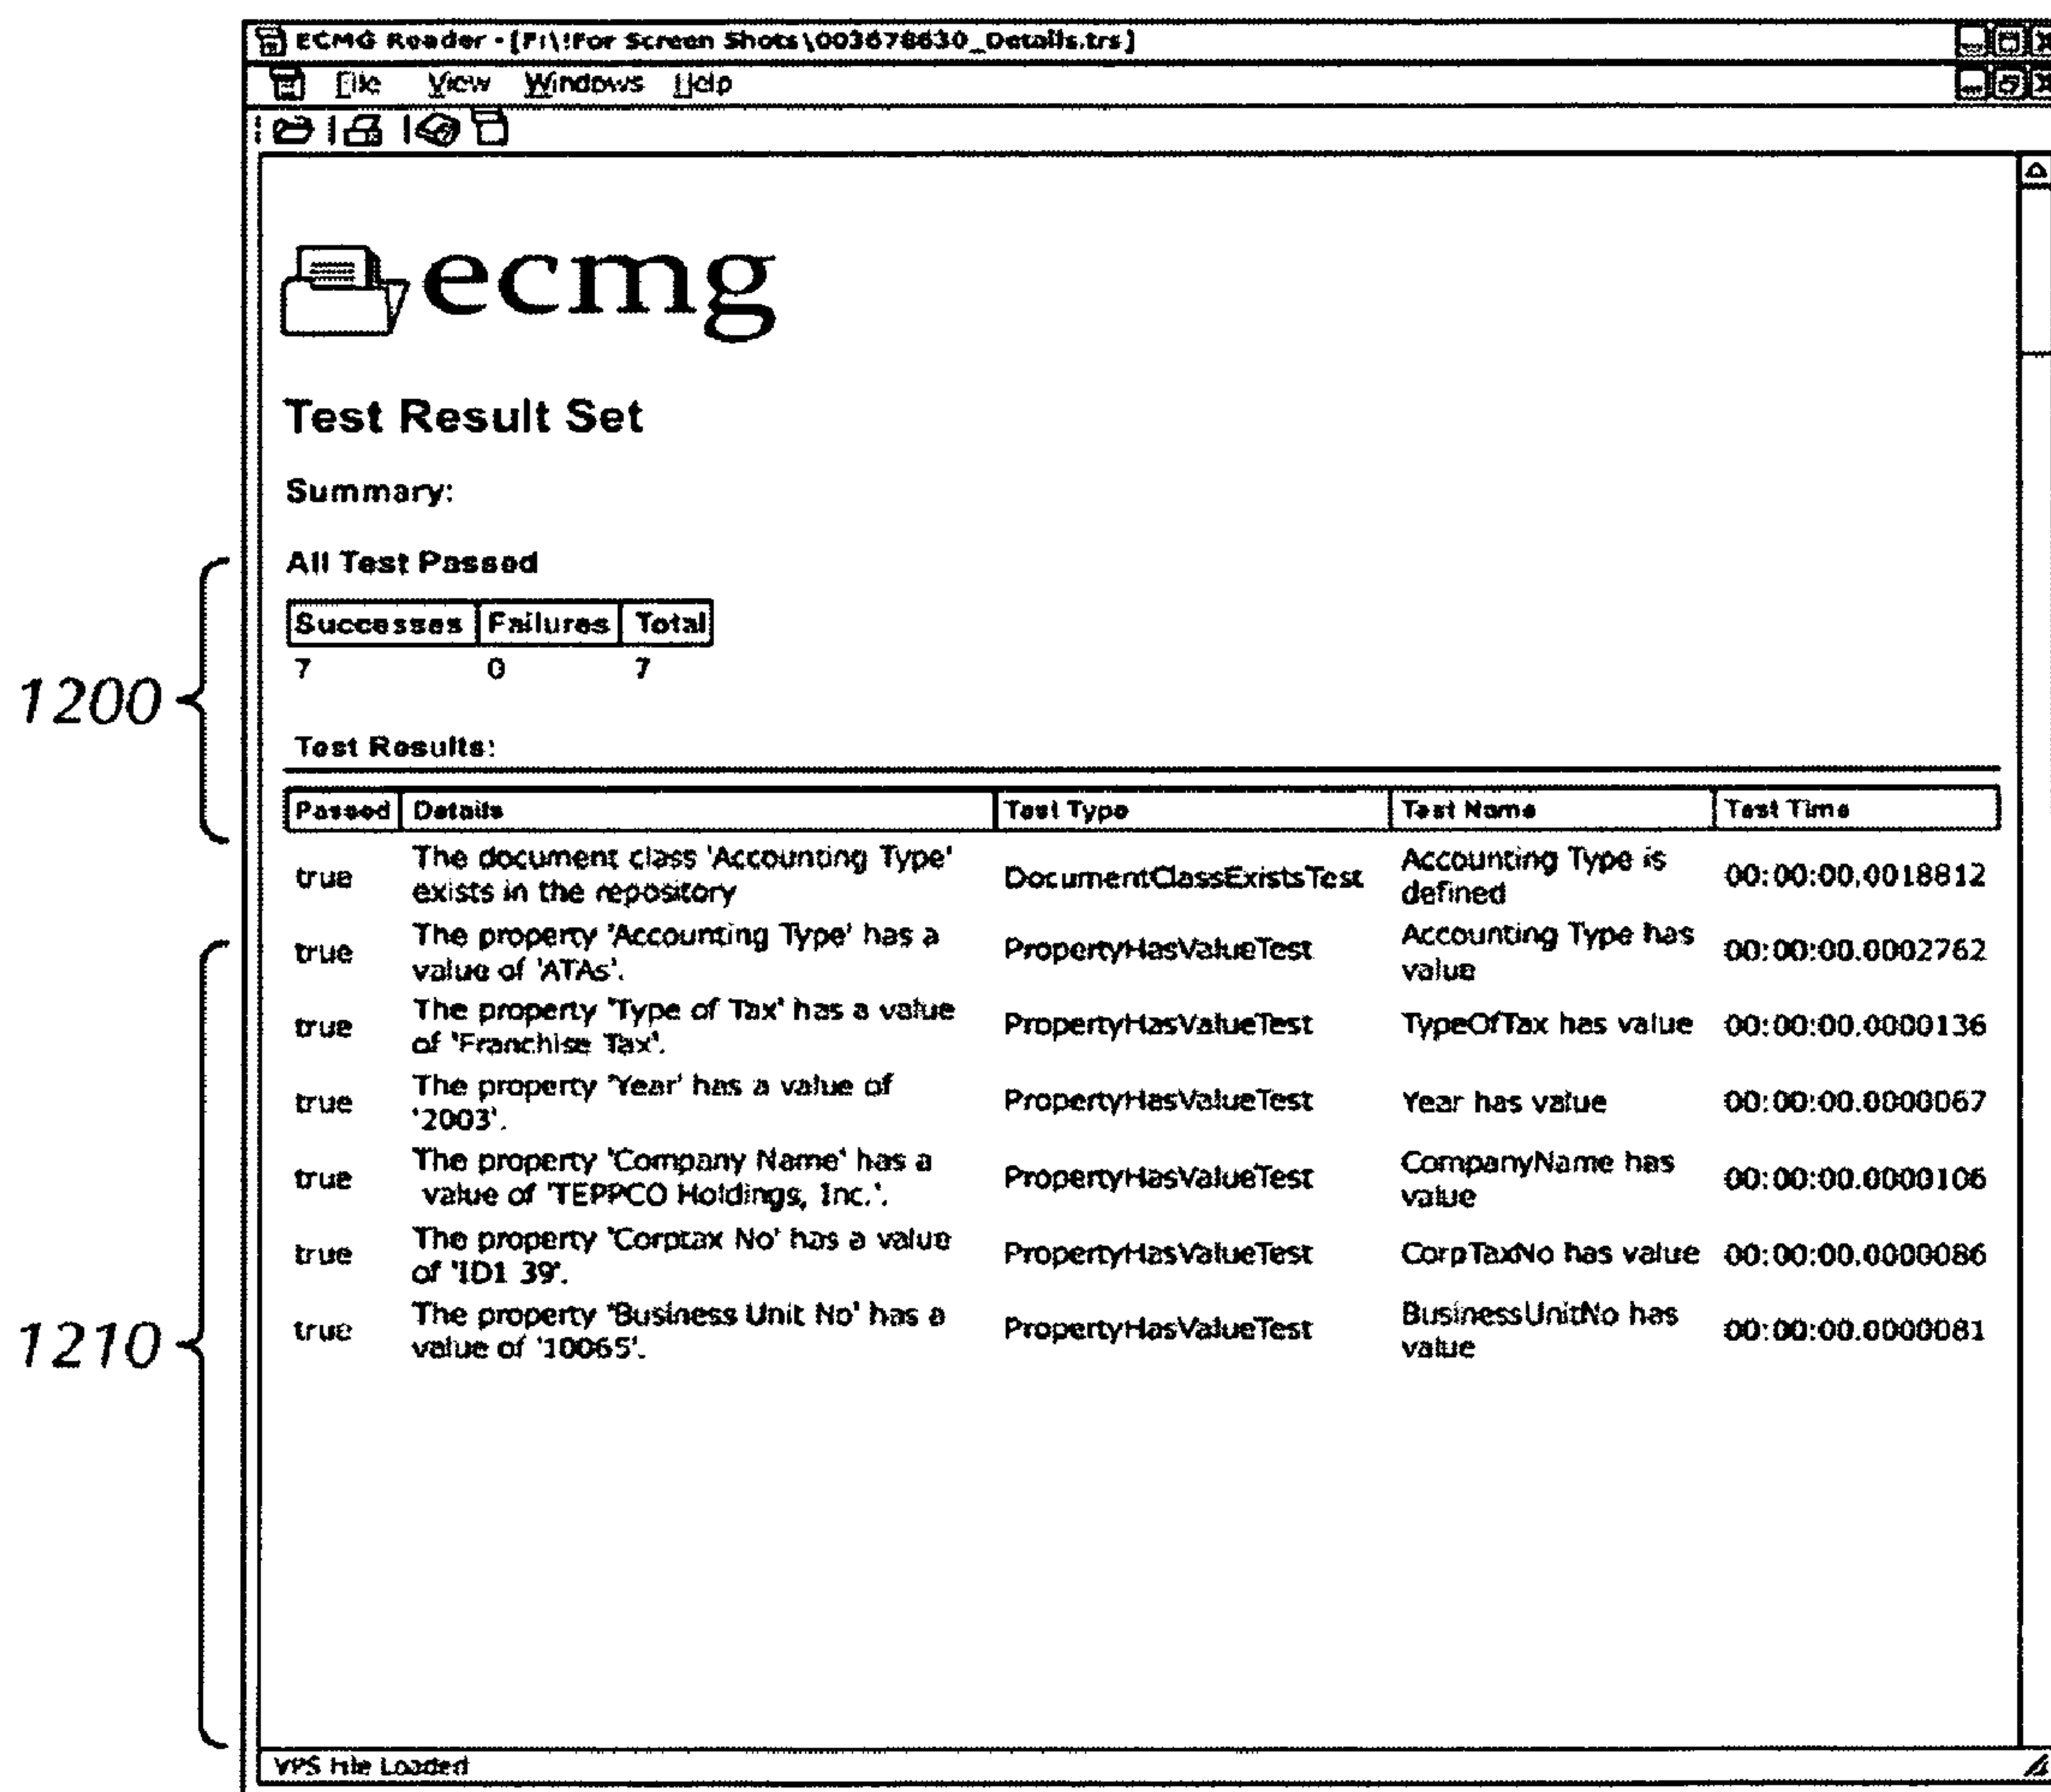 ECMG Reader - [F:\!For Screen Shots\003678630_Details.trs]
File View Windows Help
ecmg
Test Result Set
Summary:
All Test Passed
Successes Failures Total
7 0 7
1200
Test Results:
Passed Details Test Type Test Name Test Time
true The document class 'Accounting Type' exists in the repository DocumentClassExistsTest Accounting Type is defined 00:00:00.0018812
true The property 'Accounting Type' has a value of 'ATAs'. PropertyHasValueTest Accounting Type has value 00:00:00.0002762
true The property 'Type of Tax' has a value of 'Franchise Tax'. PropertyHasValueTest TypeOfTax has value 00:00:00.0000136
true The property 'Year' has a value of '2003'. PropertyHasValueTest Year has value 00:00:00.0000067
true The property 'Company Name' has a value of 'TEPPCO Holdings, Inc.'. PropertyHasValueTest CompanyName has value 00:00:00.0000106
true The property 'Corptax No' has a value of 'ID1 39'. PropertyHasValueTest CorpTaxNo has value 00:00:00.0000086
true The property 'Business Unit No' has a value of '10065'. PropertyHasValueTest BusinessUnitNo has value 00:00:00.0000081
1210
VPS File Loaded